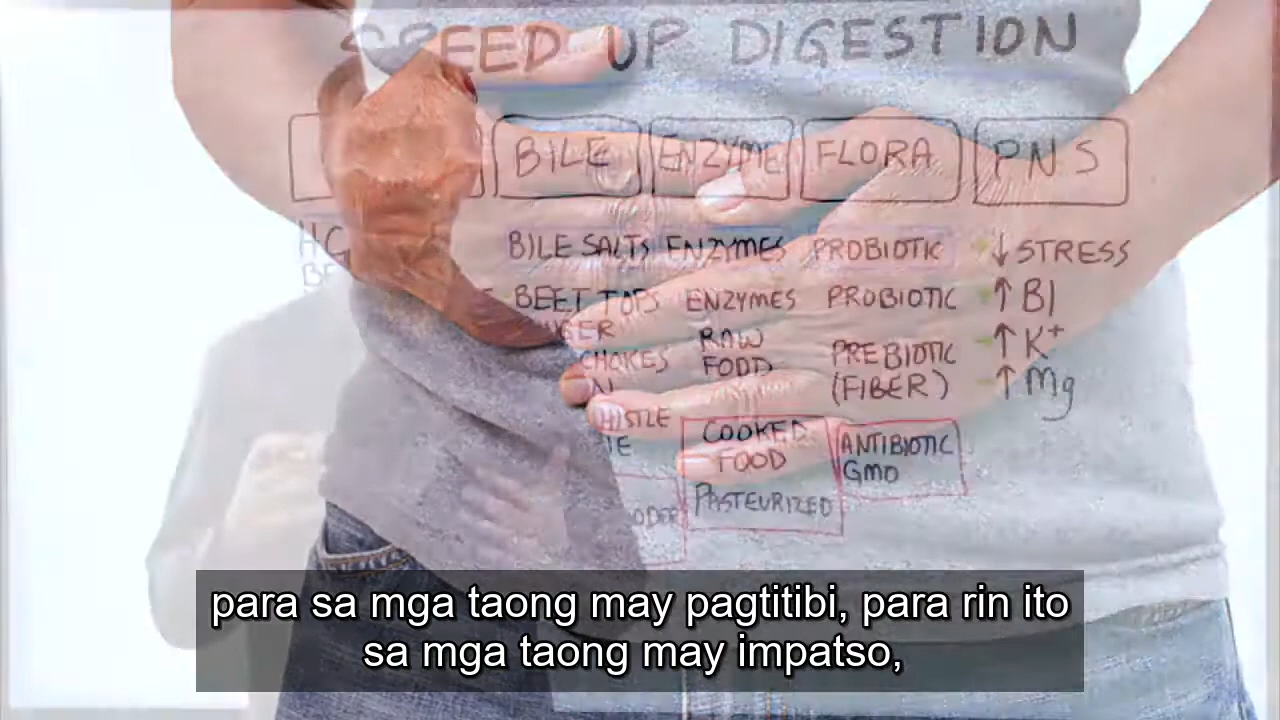 SPEED UP DIGESTION
BILE ENZYME FLORA PNS
BILE SALTS ENZYMES PROBIOTIC ↓ STRESS
BEET TOPS ENZYMES PROBIOTIC ↑ B1
RAW FOOD PREBIOTIC (FIBER) ↑ K+
↑ Mg
COOKED FOOD ANTIBIOTIC GMO
PASTEURIZED
para sa mga taong may pagtitibi, para rin ito
sa mga taong may impatso,